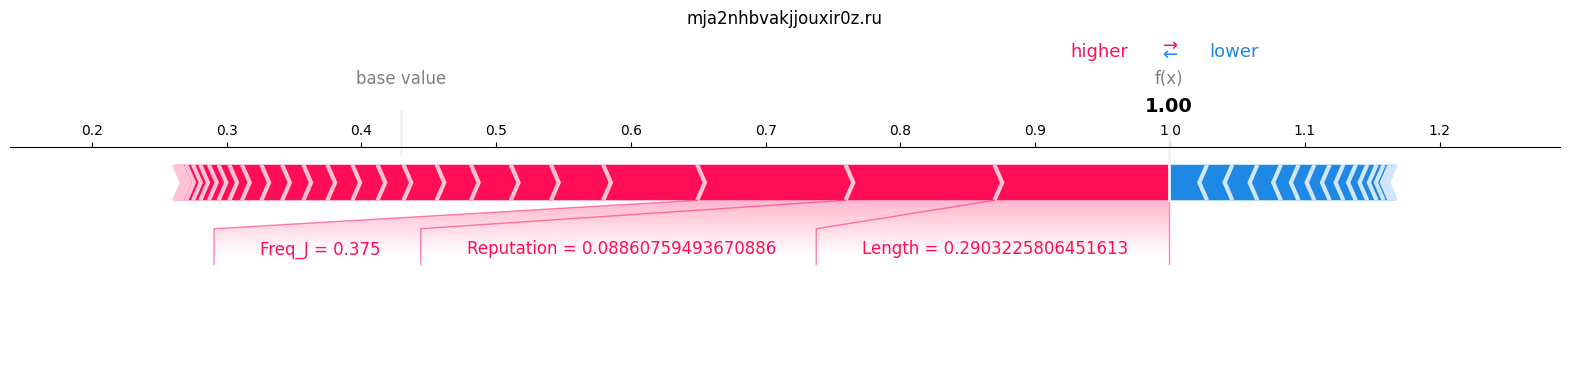 mja2nhbvakjjouxir0z.ru
higher ⇄ lower
base value f(x)
1.00
0.2 0.3 0.4 0.5 0.6 0.7 0.8 0.9 1.0 1.1 1.2
Freq_J = 0.375 Reputation = 0.08860759493670886 Length = 0.2903225806451613